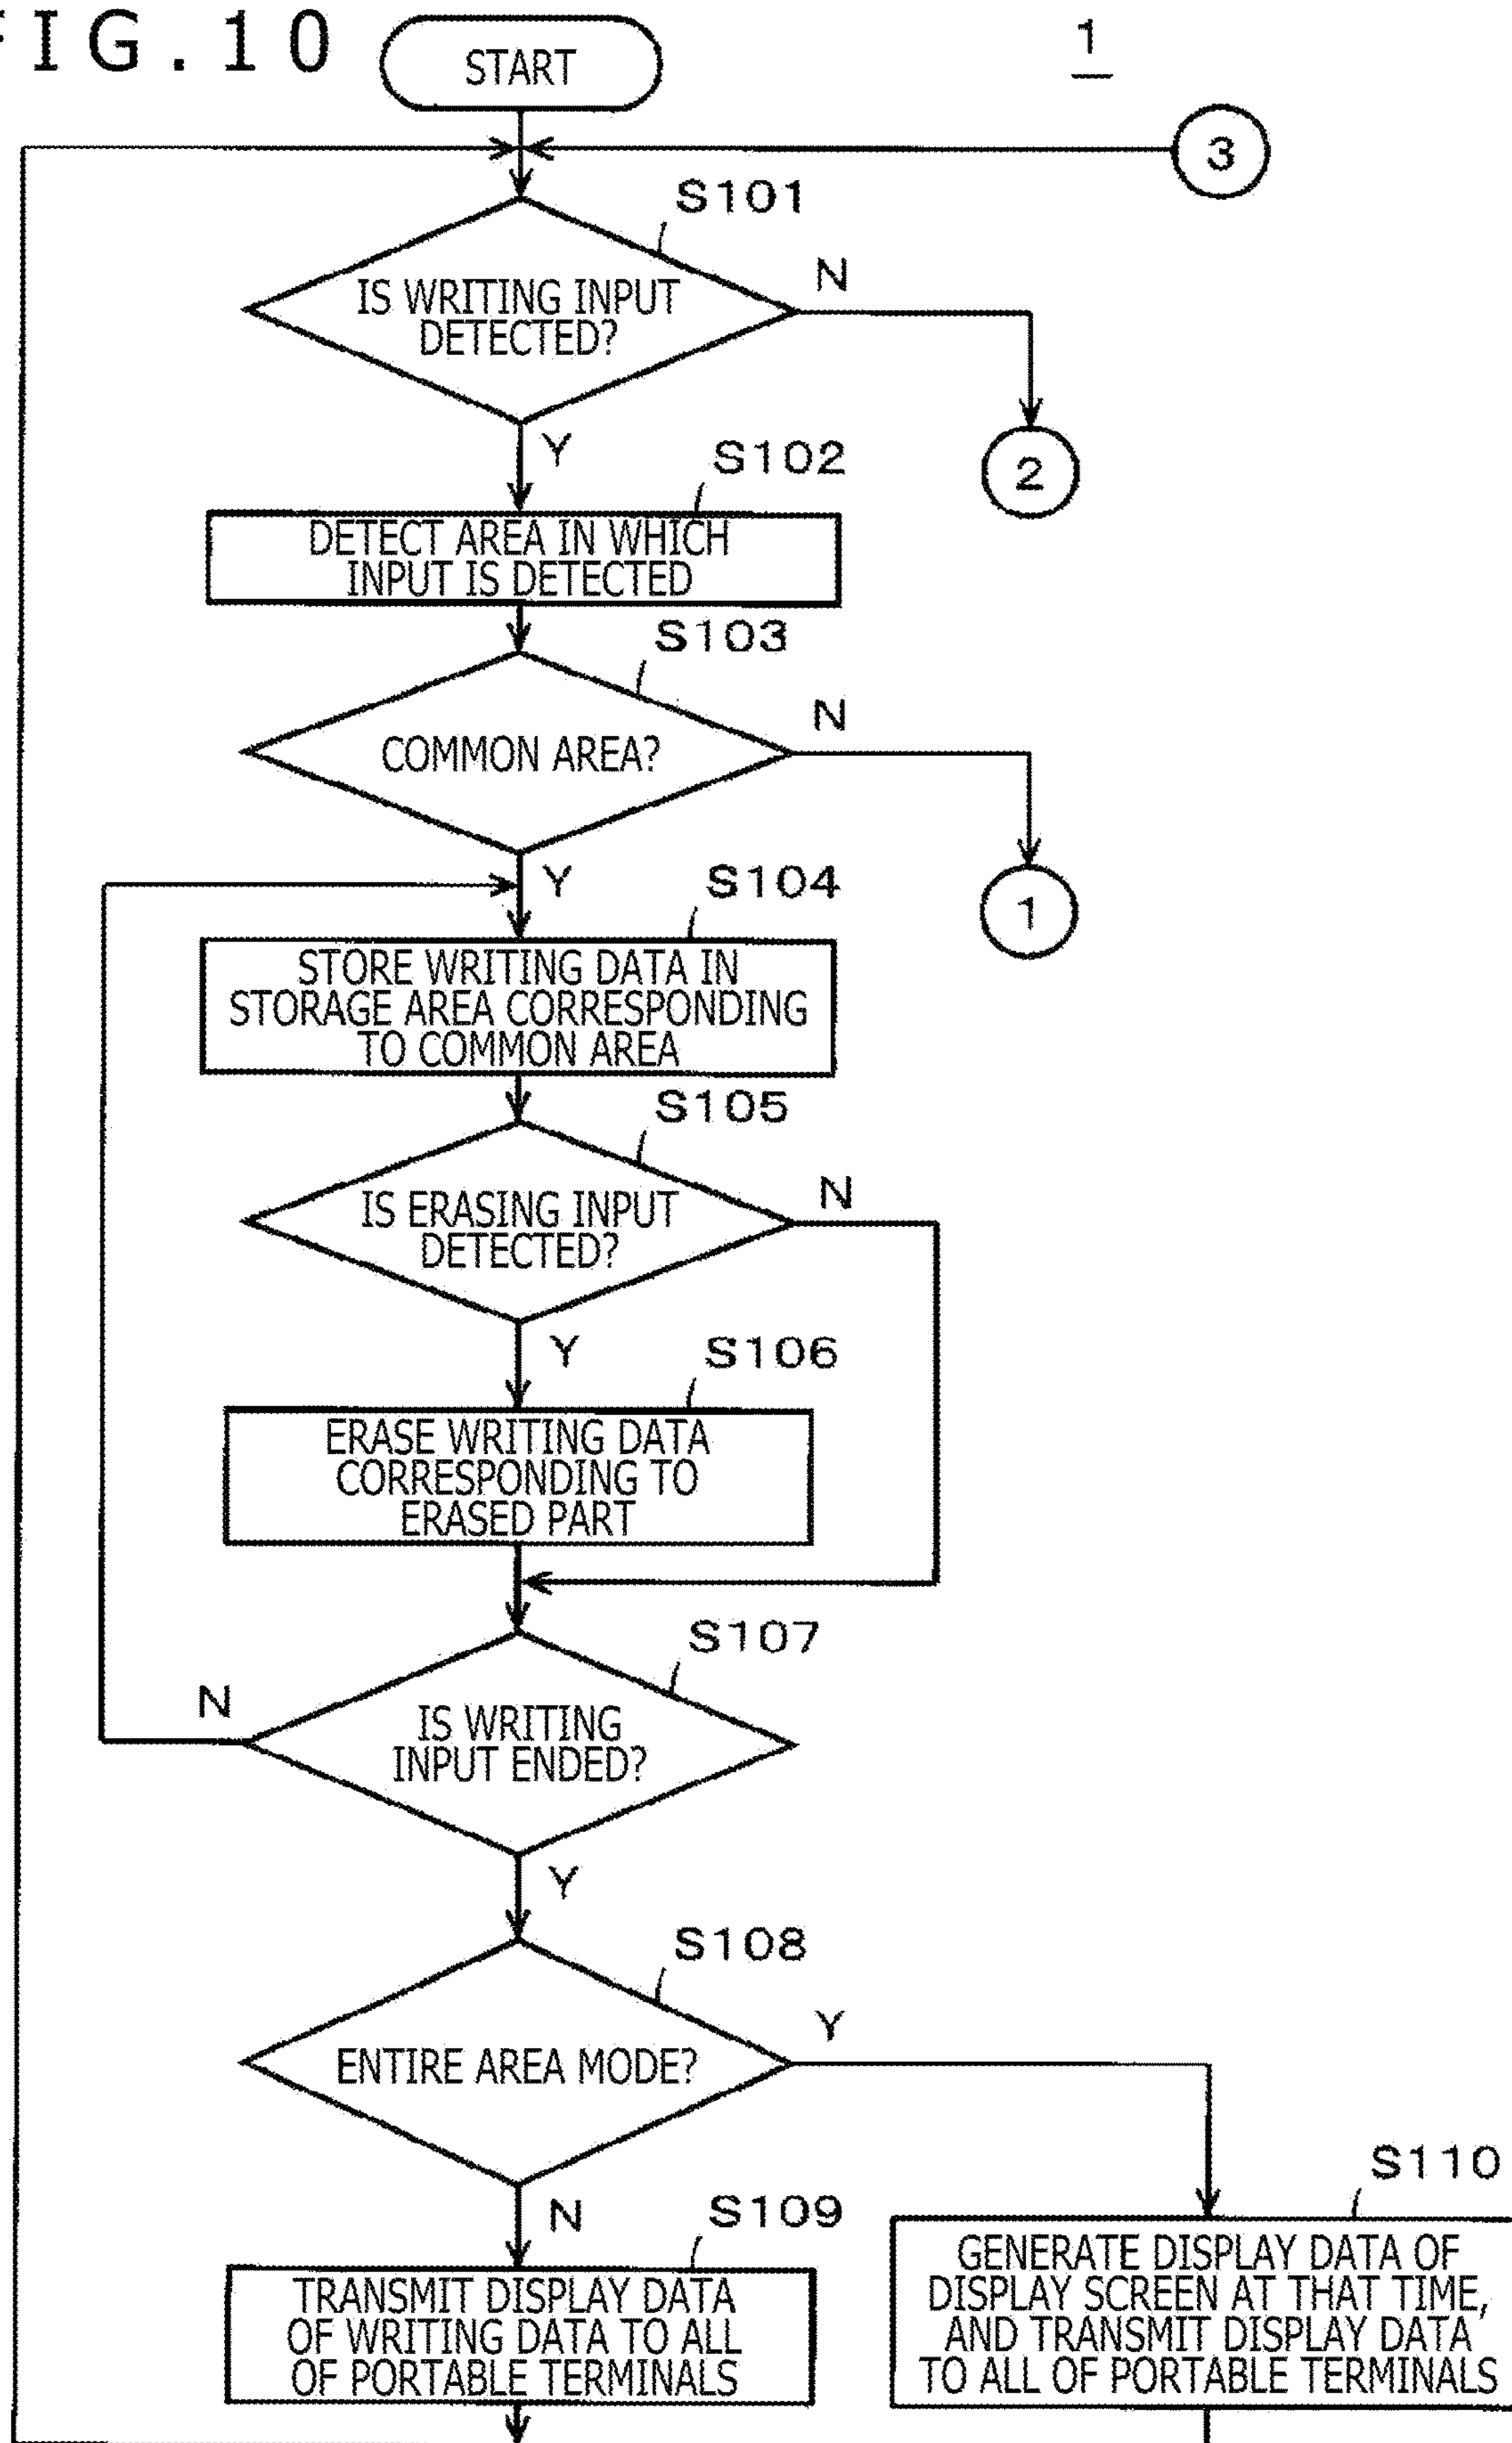 FIG.10
START
1
3
S101
IS WRITING INPUT
DETECTED?
N
Y
2
S102
DETECT AREA IN WHICH
INPUT IS DETECTED
S103
COMMON AREA?
N
Y
1
S104
STORE WRITING DATA IN
STORAGE AREA CORRESPONDING
TO COMMON AREA
S105
IS ERASING INPUT
DETECTED?
N
Y
S106
ERASE WRITING DATA
CORRESPONDING TO
ERASED PART
S107
N
IS WRITING
INPUT ENDED?
Y
S108
ENTIRE AREA MODE?
Y
N
S109
TRANSMIT DISPLAY DATA
OF WRITING DATA TO ALL
OF PORTABLE TERMINALS
S110
GENERATE DISPLAY DATA OF
DISPLAY SCREEN AT THAT TIME,
AND TRANSMIT DISPLAY DATA
TO ALL OF PORTABLE TERMINALS